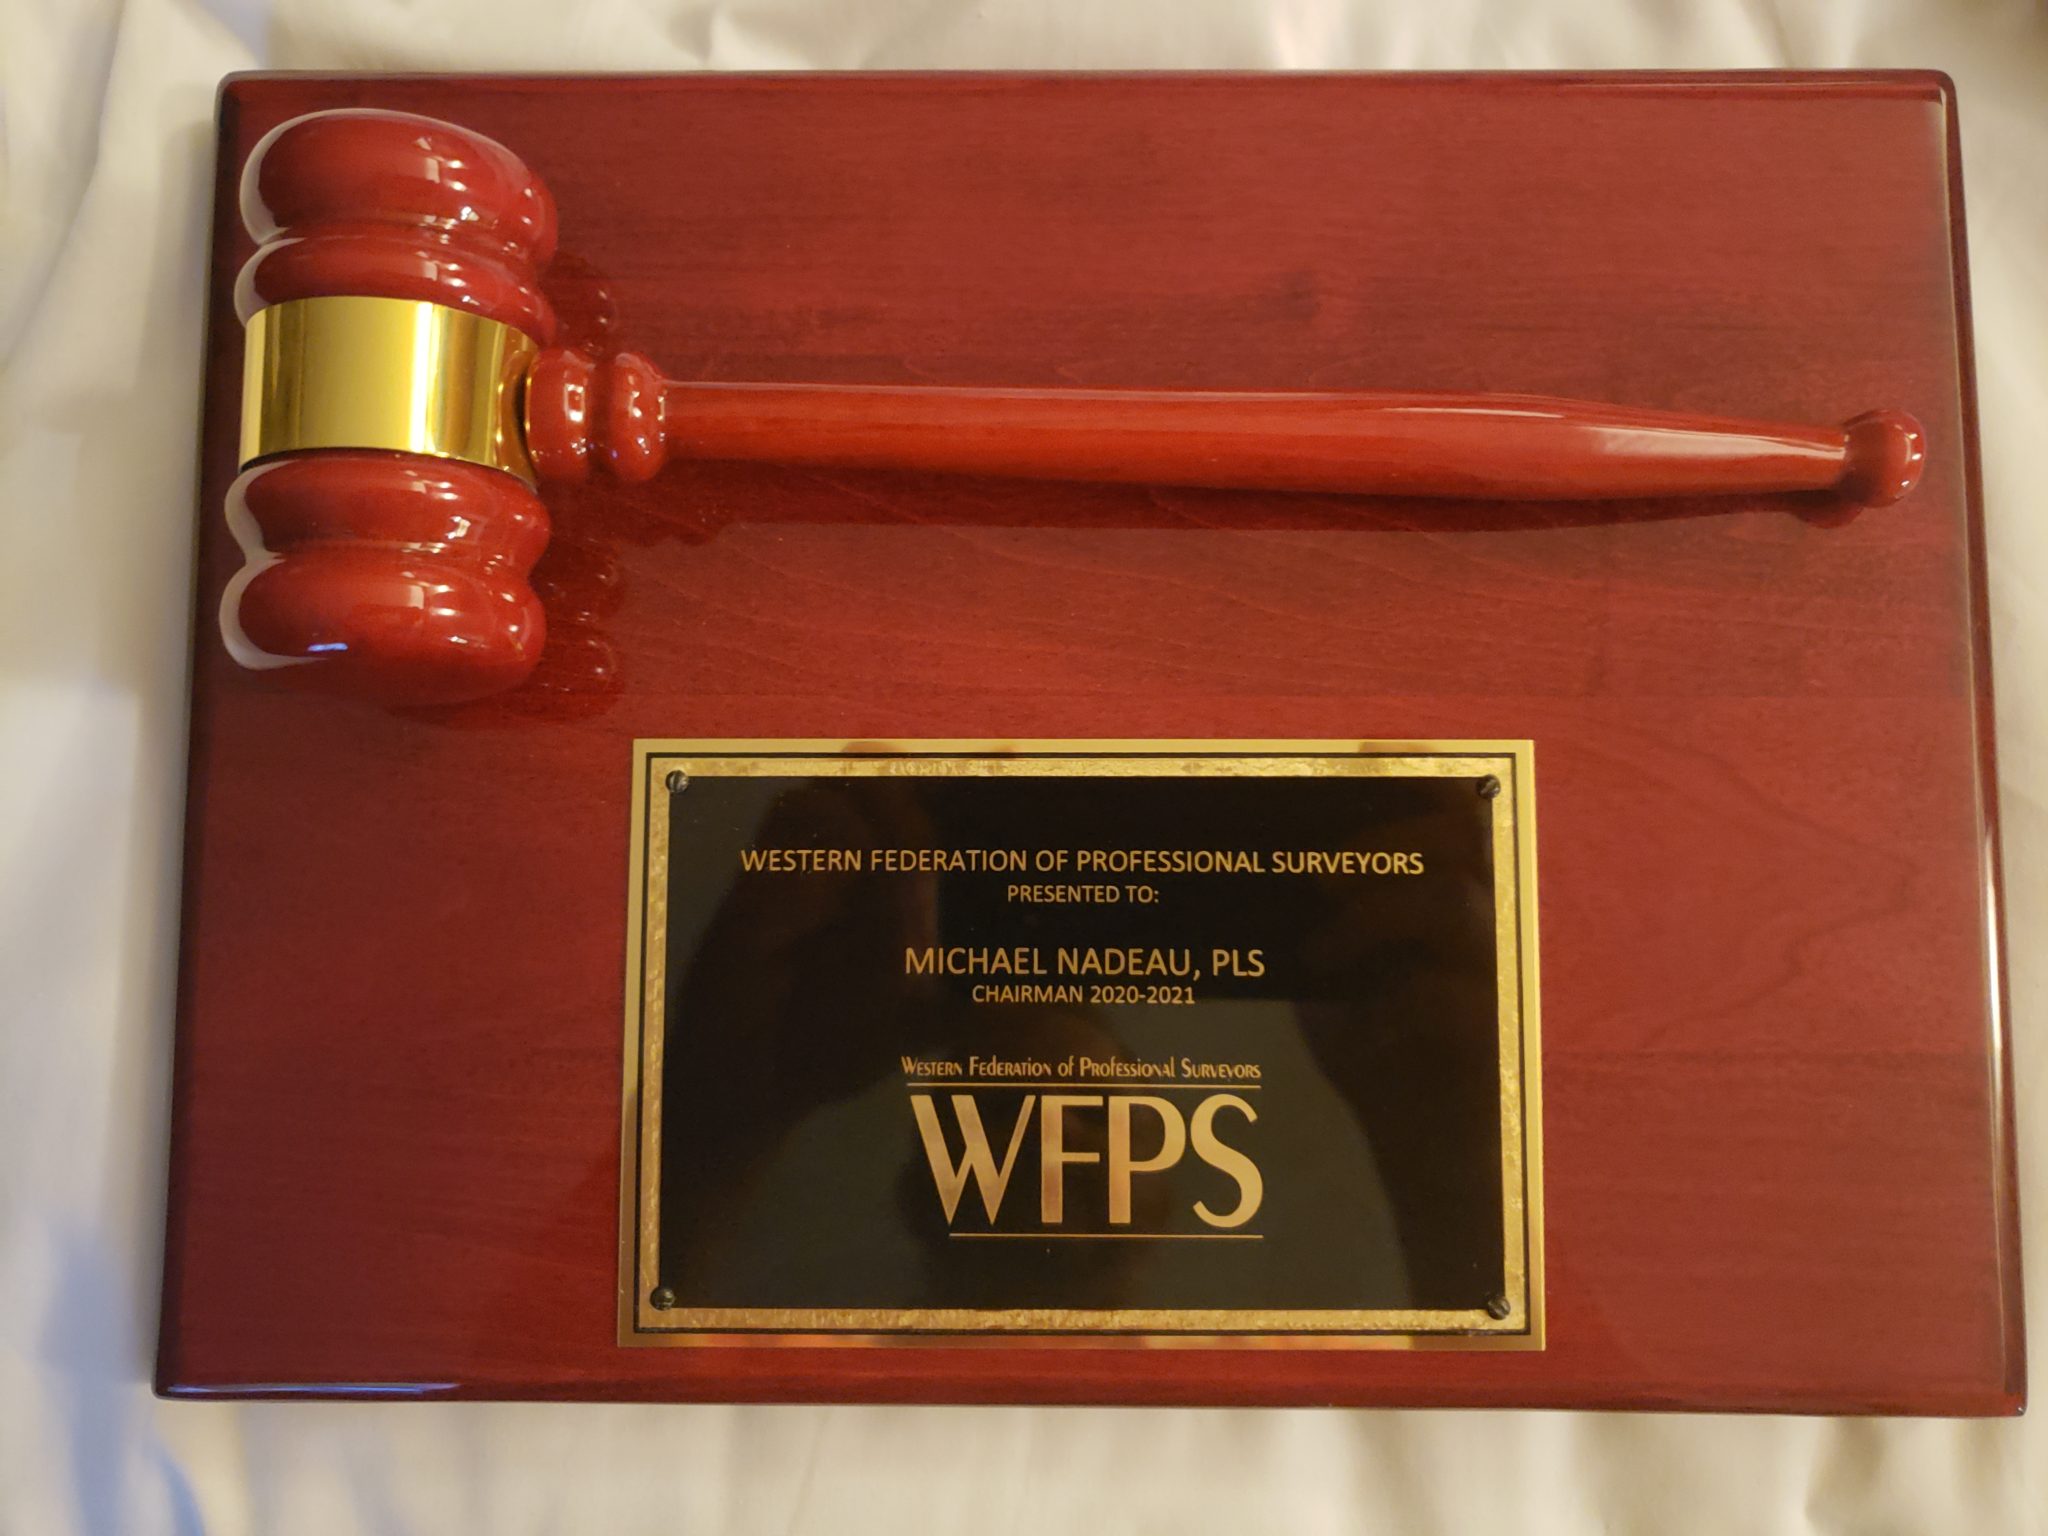 WESTERN FEDERATION OF PROFESSIONAL SURVEYORS
PRESENTED TO:
MICHAEL NADEAU, PLS
CHAIRMAN 2020-2021
WESTERN FEDERATION OF PROFESSIONAL SURVEYORS
WFPS